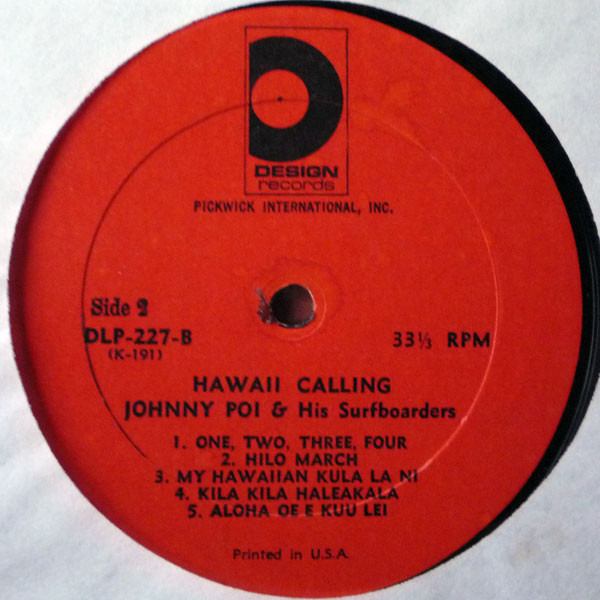 DESIGN
records
PICKWICK INTERNATIONAL, INC.
Side 2
DLP-227-B
(K-191)
33⅓ RPM
HAWAII CALLING
JOHNNY POI & His Surfboarders
1. ONE, TWO, THREE, FOUR
2. HILO MARCH
3. MY HAWAIIAN KULA LA NI
4. KILA KILA HALEAKALA
5. ALOHA OE E KUU LEI
Printed in U.S.A.